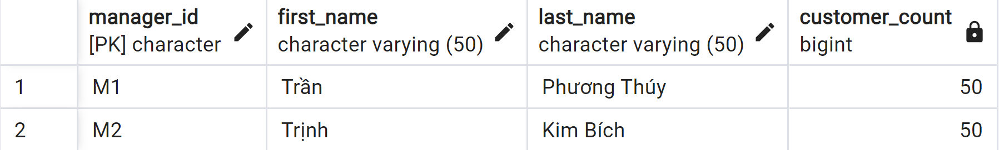 manager_id first_name last_name customer_count
[PK] character character varying (50) character varying (50) bigint
1 M1 Trần Phương Thúy 50
2 M2 Trịnh Kim Bích 50